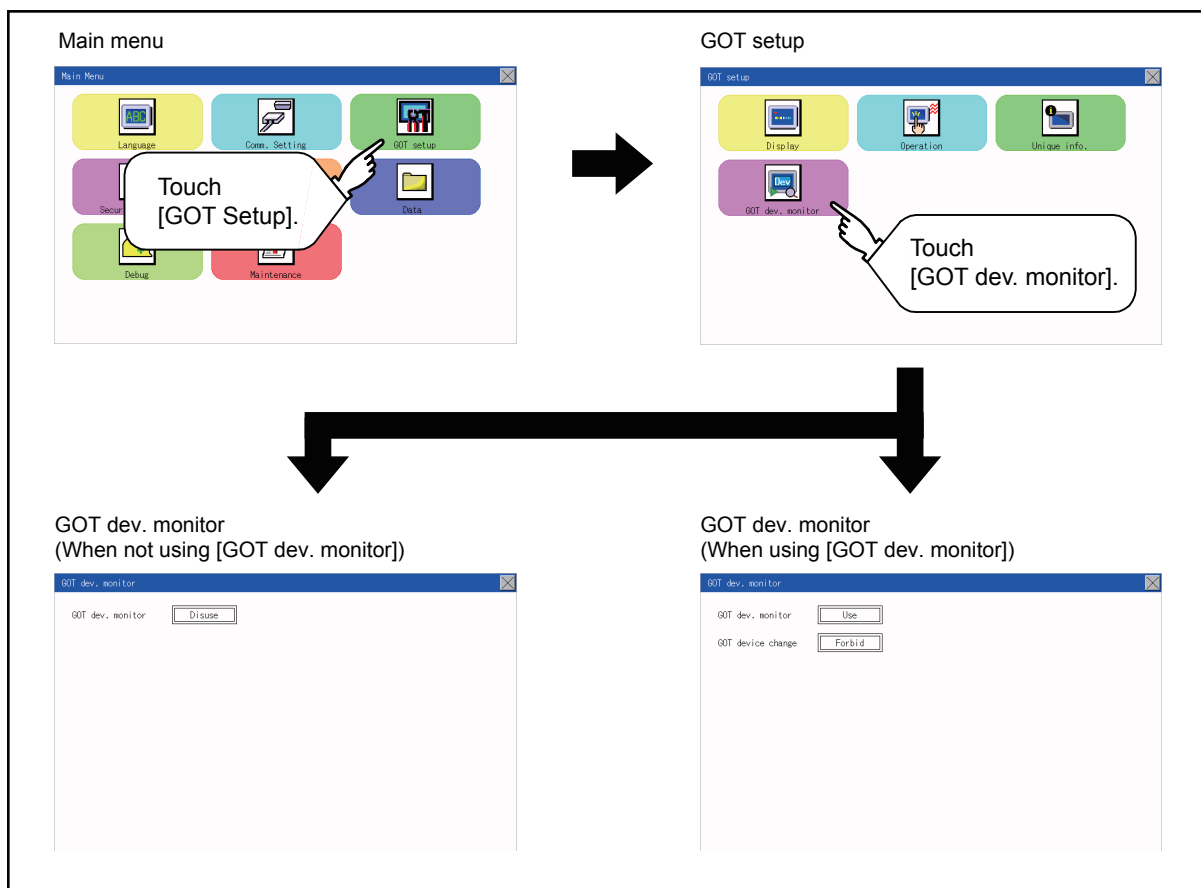 Main menu
Main Menu
Language
Comm. Setting
GOT setup
Secur
Data
Debug
Maintenance
Touch
[GOT Setup].
GOT setup
GOT setup
Display
Operation
Unique info.
GOT dev. monitor
Touch
[GOT dev. monitor].
GOT dev. monitor
(When not using [GOT dev. monitor])
GOT dev. monitor
GOT dev. monitor Disuse
GOT dev. monitor
(When using [GOT dev. monitor])
GOT dev. monitor
GOT dev. monitor Use
GOT device change Forbid